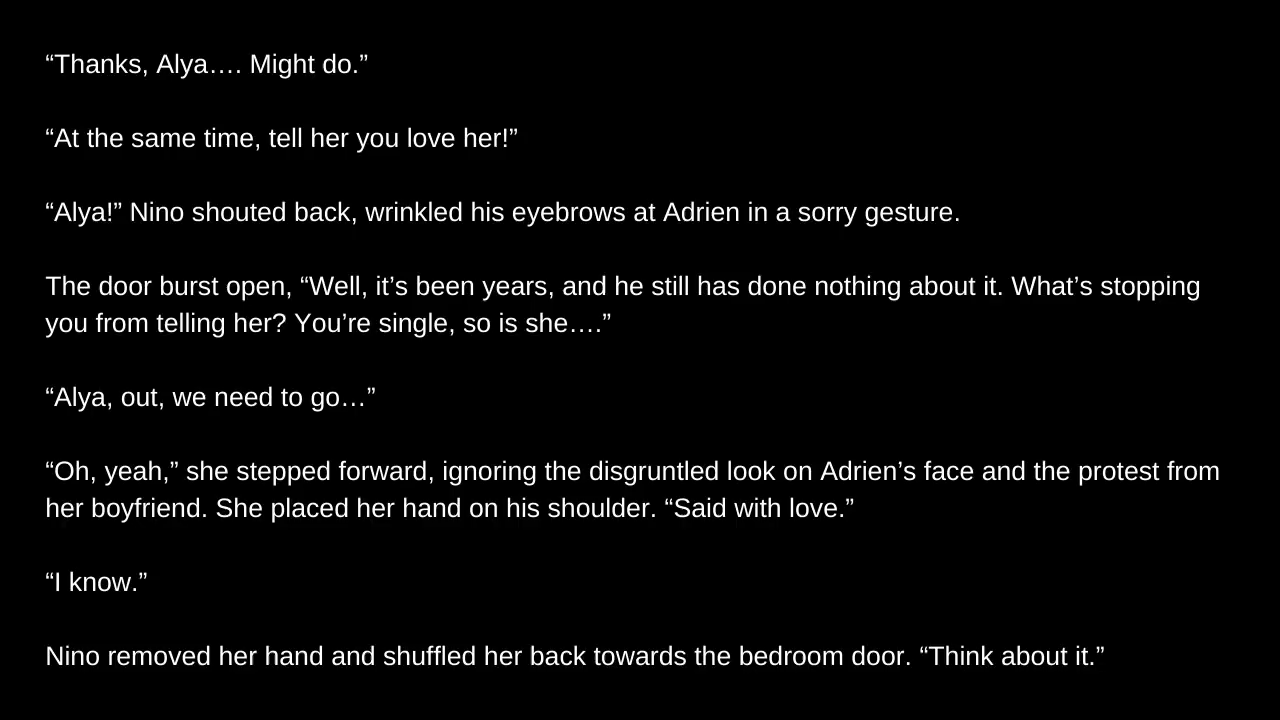 “Thanks, Alya…. Might do.”
“At the same time, tell her you love her!”
“Alya!” Nino shouted back, wrinkled his eyebrows at Adrien in a sorry gesture.
The door burst open, “Well, it’s been years, and he still has done nothing about it. What’s stopping
you from telling her? You’re single, so is she….”
“Alya, out, we need to go…”
“Oh, yeah,” she stepped forward, ignoring the disgruntled look on Adrien’s face and the protest from
her boyfriend. She placed her hand on his shoulder. “Said with love.”
“I know.”
Nino removed her hand and shuffled her back towards the bedroom door. “Think about it.”